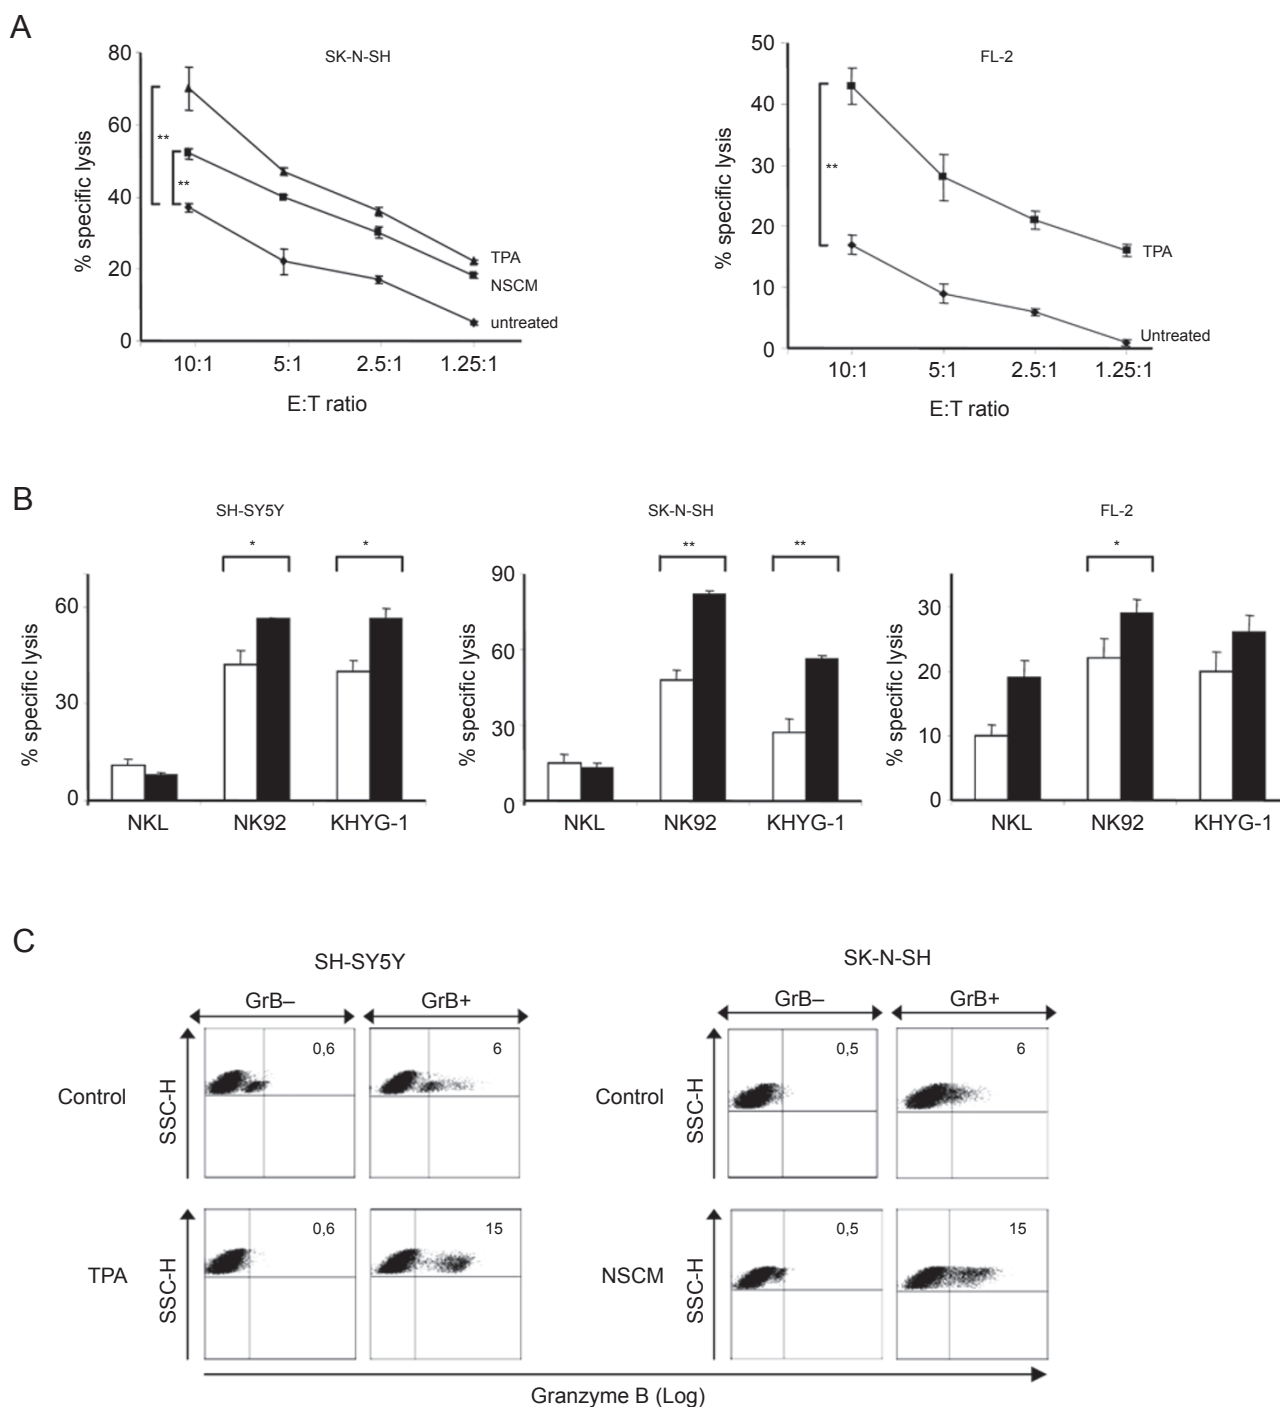 A
SK-N-SH
FL-2
80
60
40
20
0
% specific lysis
**
**
TPA
NSCM
untreated
10:1 5:1 2.5:1 1.25:1
E:T ratio
50
40
30
20
10
0
% specific lysis
**
TPA
Untreated
10:1 5:1 2.5:1 1.25:1
E:T ratio
B
SH-SY5Y
* *
60
30
0
% specific lysis
NKL NK92 KHYG-1
SK-N-SH
** **
90
60
30
0
% specific lysis
NKL NK92 KHYG-1
FL-2
*
30
20
10
0
% specific lysis
NKL NK92 KHYG-1
C
SH-SY5Y
GrB– GrB+
Control
SSC-H
0,6 6
TPA
SSC-H
0,6 15
SK-N-SH
GrB– GrB+
Control
SSC-H
0,5 6
NSCM
SSC-H
0,5 15
Granzyme B (Log)